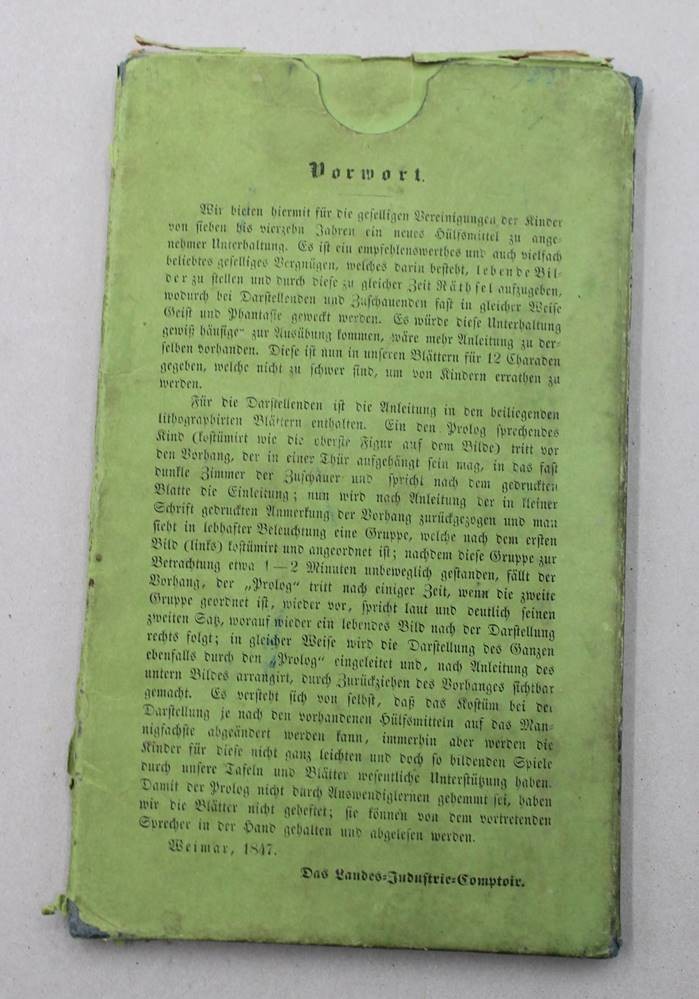 Vorwort.
Wir bieten hiermit für die geselligen Vereinigungen der Kinder
von sieben bis vierzehn Jahren ein neues Hülfsmittel zu ange-
nehmer Unterhaltung. Es ist ein empfehlenswerthes und auch vielfach
beliebtes geselliges Vergnügen, welches darin besteht, lebende Bil-
der zu stellen und durch diese zu gleicher Zeit Räthsel aufzugeben,
wodurch bei Darstellenden und Zuschauenden fast in gleicher Weise
Geist und Phantasie geweckt werden. Es würde diese Unterhaltung
gewiß häufiger zur Ausübung kommen, wäre mehr Anleitung zu der-
selben vorhanden. Diese ist nun in unseren Blättern für 12 Charaden
gegeben, welche nicht zu schwer sind, um von Kindern errathen zu
werden.
Für die Darstellenden ist die Anleitung in den beiliegenden
lithographirten Blättern enthalten. Ein den Prolog sprechendes
Kind (kostümirt wie die oberste Figur auf dem Bilde) tritt vor
den Vorhang, der in einer Thür aufgehängt sein mag, in das fast
dunkle Zimmer der Zuschauer und spricht nach dem gedruckten
Blatte die Einleitung; nun wird nach Anleitung der in kleiner
Schrift gedruckten Anmerkung der Vorhang zurückgezogen und man
sieht in lebhafter Beleuchtung eine Gruppe, welche nach dem ersten
Bild (links) kostümirt und angeordnet ist; nachdem diese Gruppe zur
Betrachtung etwa 1—2 Minuten unbeweglich gestanden, fällt der
Vorhang, der „Prolog“ tritt nach einiger Zeit, wenn die zweite
Gruppe geordnet ist, wieder vor, spricht laut und deutlich seinen
zweiten Satz, worauf wieder ein lebendes Bild nach der Darstellung
rechts folgt; in gleicher Weise wird die Darstellung des Ganzen
ebenfalls durch den „Prolog“ eingeleitet und, nach Anleitung des
untern Bildes arrangirt, durch Zurückziehen des Vorhanges sichtbar
gemacht. Es versteht sich von selbst, daß das Kostüm bei der
Darstellung je nach den vorhandenen Hülfsmitteln auf das Man-
nigfachste abgeändert werden kann, immerhin aber werden die
Kinder für diese nicht ganz leichten und doch so bildenden Spiele
durch unsere Tafeln und Blätter wesentliche Unterstützung haben.
Damit der Prolog nicht durch Auswendiglernen gehemmt sei, haben
wir die Blätter nicht geheftet; sie können von dem vortretenden
Sprecher in der Hand gehalten und abgelesen werden.
Weimar, 1847.
Das Landes-Industrie-Comptoir.